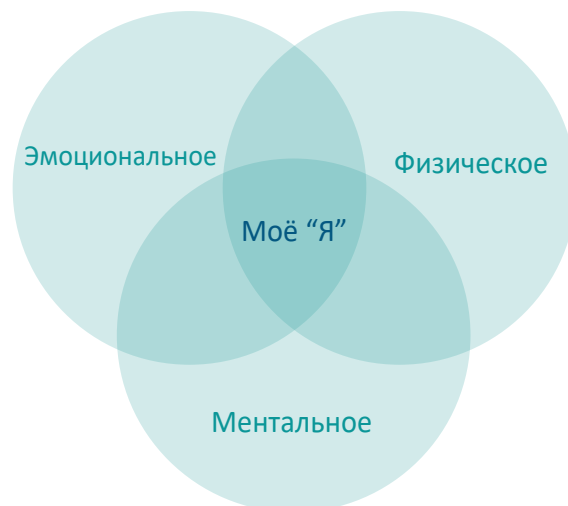 Эмоциональное
Физическое
Моё “Я”
Ментальное